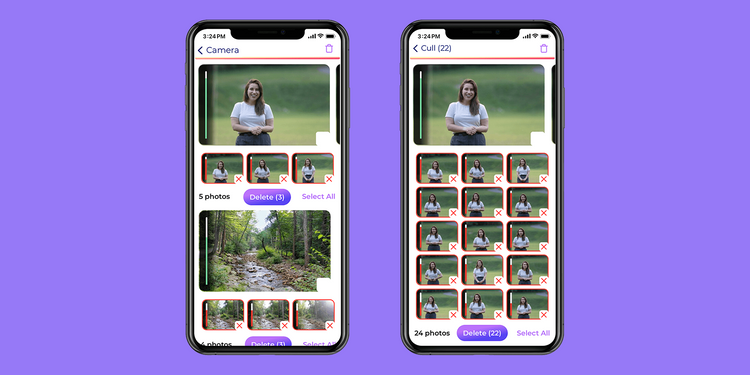 3:24 PM
Camera
5 photos Delete (3) Select All
photos Delete (3) Select All
3:24 PM
Cull (22)
24 photos Delete (22) Select All